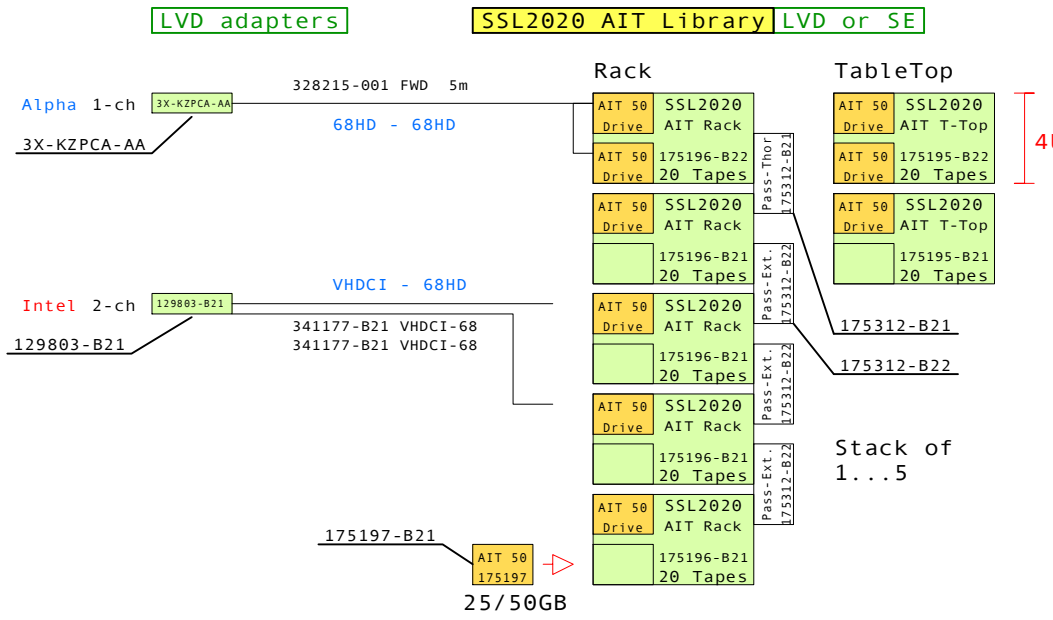 LVD adapters
SSL2020 AIT Library
LVD or SE
Rack
TableTop
328215-001 FWD  5m
68HD - 68HD
Alpha 1-ch
3X-KZPCA-AA
3X-KZPCA-AA
AIT 50
Drive
SSL2020
AIT Rack
AIT 50
Drive
175196-B22
20 Tapes
AIT 50
Drive
SSL2020
AIT Rack
175196-B21
20 Tapes
AIT 50
Drive
SSL2020
AIT Rack
175196-B21
20 Tapes
AIT 50
Drive
SSL2020
AIT Rack
175196-B21
20 Tapes
AIT 50
Drive
SSL2020
AIT Rack
175196-B21
20 Tapes
Pass-Thor
175312-B21
Pass-Ext.
175312-B22
Pass-Ext.
175312-B22
Pass-Ext.
175312-B22
AIT 50
Drive
SSL2020
AIT T-Top
AIT 50
Drive
175195-B22
20 Tapes
AIT 50
Drive
SSL2020
AIT T-Top
175195-B21
20 Tapes
VHDCI - 68HD
Intel 2-ch
129803-B21
129803-B21
341177-B21 VHDCI-68
341177-B21 VHDCI-68
175312-B21
175312-B22
Stack of
1...5
175197-B21
AIT 50
175197
25/50GB